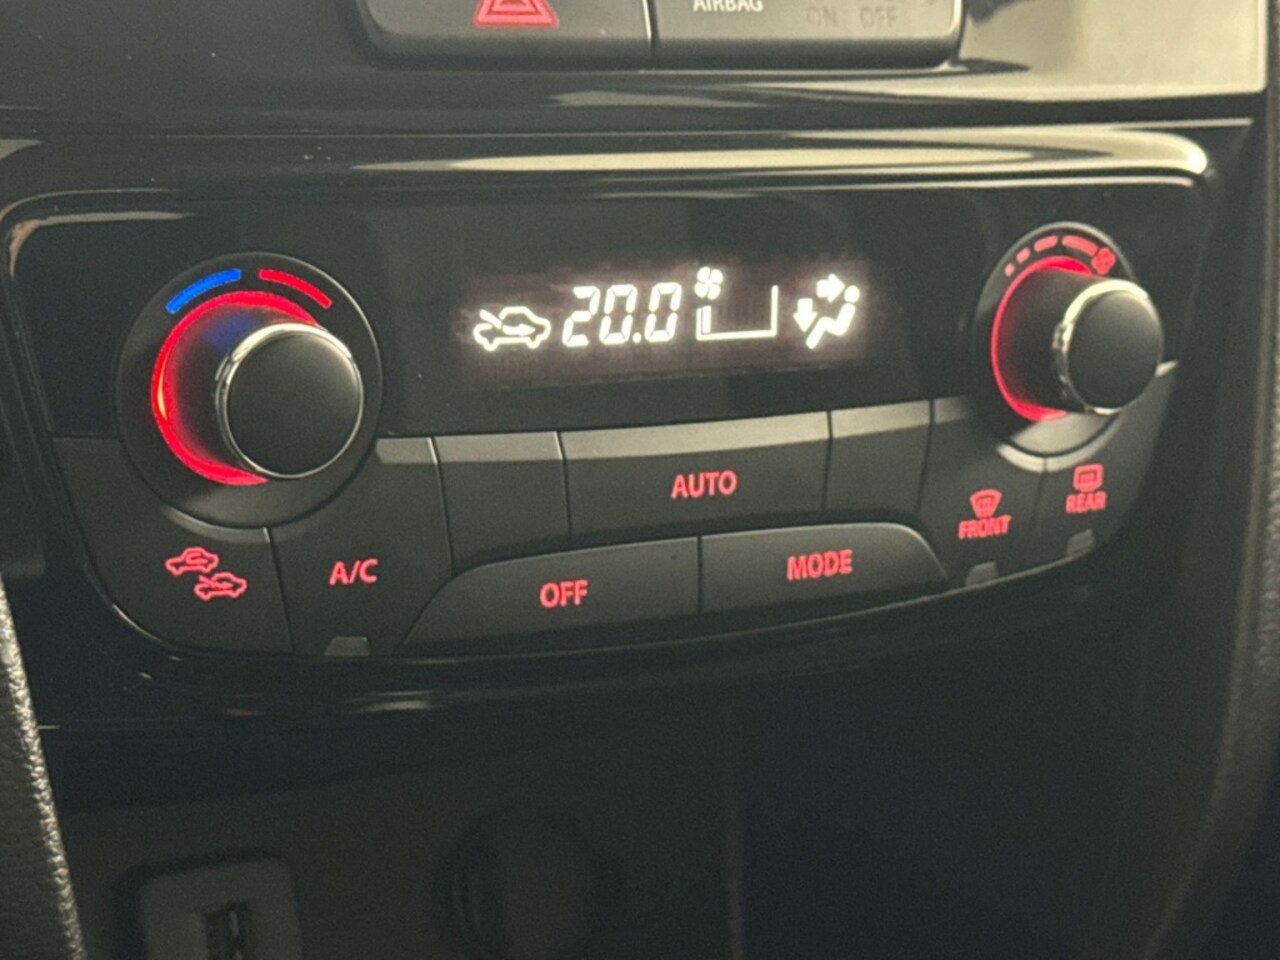 AIRBAG
ON OFF
20.0
AUTO
A/C
OFF
MODE
FRONT
REAR